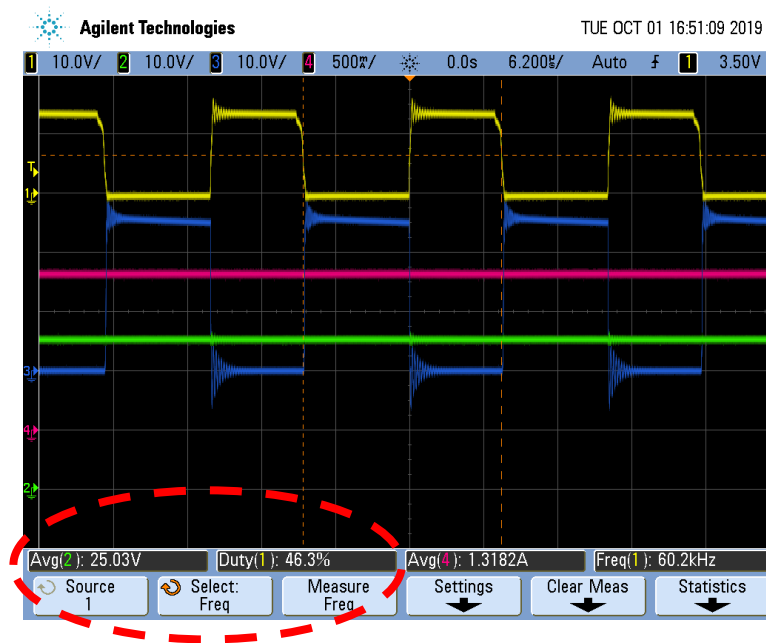 Agilent Technologies TUE OCT 01 16:51:09 2019
1 10.0V/ 2 10.0V/ 3 10.0V/ 4 500m/ 0.0s 6.200s/ Auto 1 3.50V
T
1
3
4
2
Avg(2): 25.03V Duty(1): 46.3% Avg(4): 1.3182A Freq(1): 60.2kHz
Source Select: Measure Settings Clear Meas Statistics
1 Freq Freq